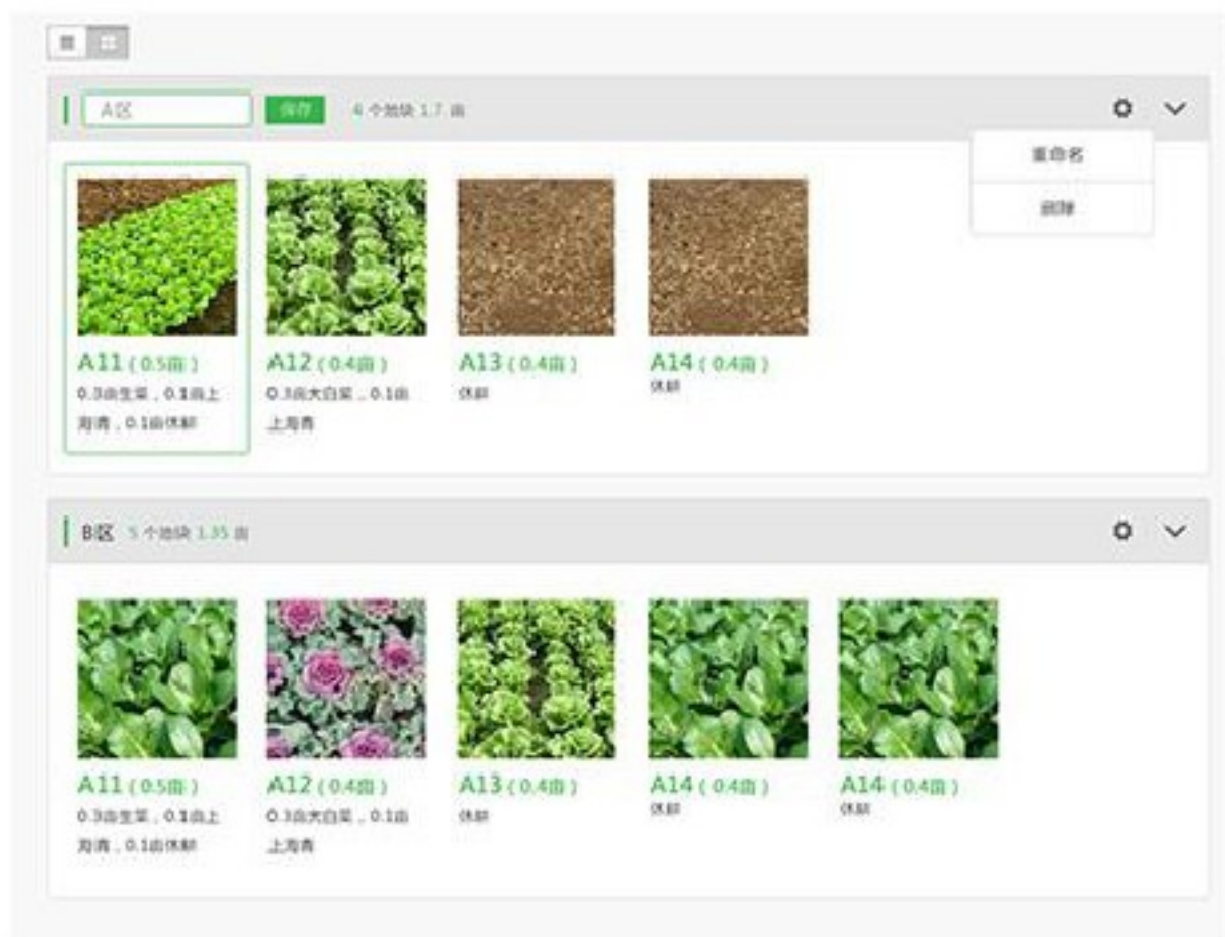 A区 保存 4 个地块 1.7 亩
重命名
删除
A11 ( 0.5亩 )
0.3亩生菜，0.1亩上
海青，0.1亩休耕
A12 ( 0.4亩 )
0.3亩大白菜，0.1亩
上海青
A13 ( 0.4亩 )
休耕
A14 ( 0.4亩 )
休耕
B区 5 个地块 1.35 亩
A11 ( 0.5亩 )
0.3亩生菜，0.1亩上
海青，0.1亩休耕
A12 ( 0.4亩 )
0.3亩大白菜，0.1亩
上海青
A13 ( 0.4亩 )
休耕
A14 ( 0.4亩 )
休耕
A14 ( 0.4亩 )
休耕